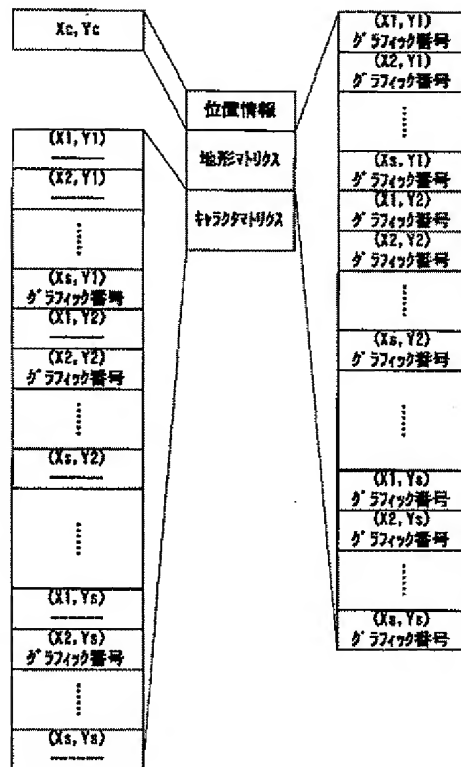 Xc, Yc
位置情報
地形マトリクス
キャラクタマトリクス
(X1, Y1)
(X2, Y1)
(Xs, Y1)
グラフィック番号
(X1, Y2)
(X2, Y2)
グラフィック番号
(Xs, Y2)
(X1, Ys)
(X2, Ys)
グラフィック番号
(Xs, Ys)
(X1, Y1)
グラフィック番号
(X2, Y1)
グラフィック番号
(Xs, Y1)
グラフィック番号
(X1, Y2)
グラフィック番号
(X2, Y2)
グラフィック番号
(Xs, Y2)
グラフィック番号
(X1, Ys)
グラフィック番号
(X2, Ys)
グラフィック番号
(Xs, Ys)
グラフィック番号